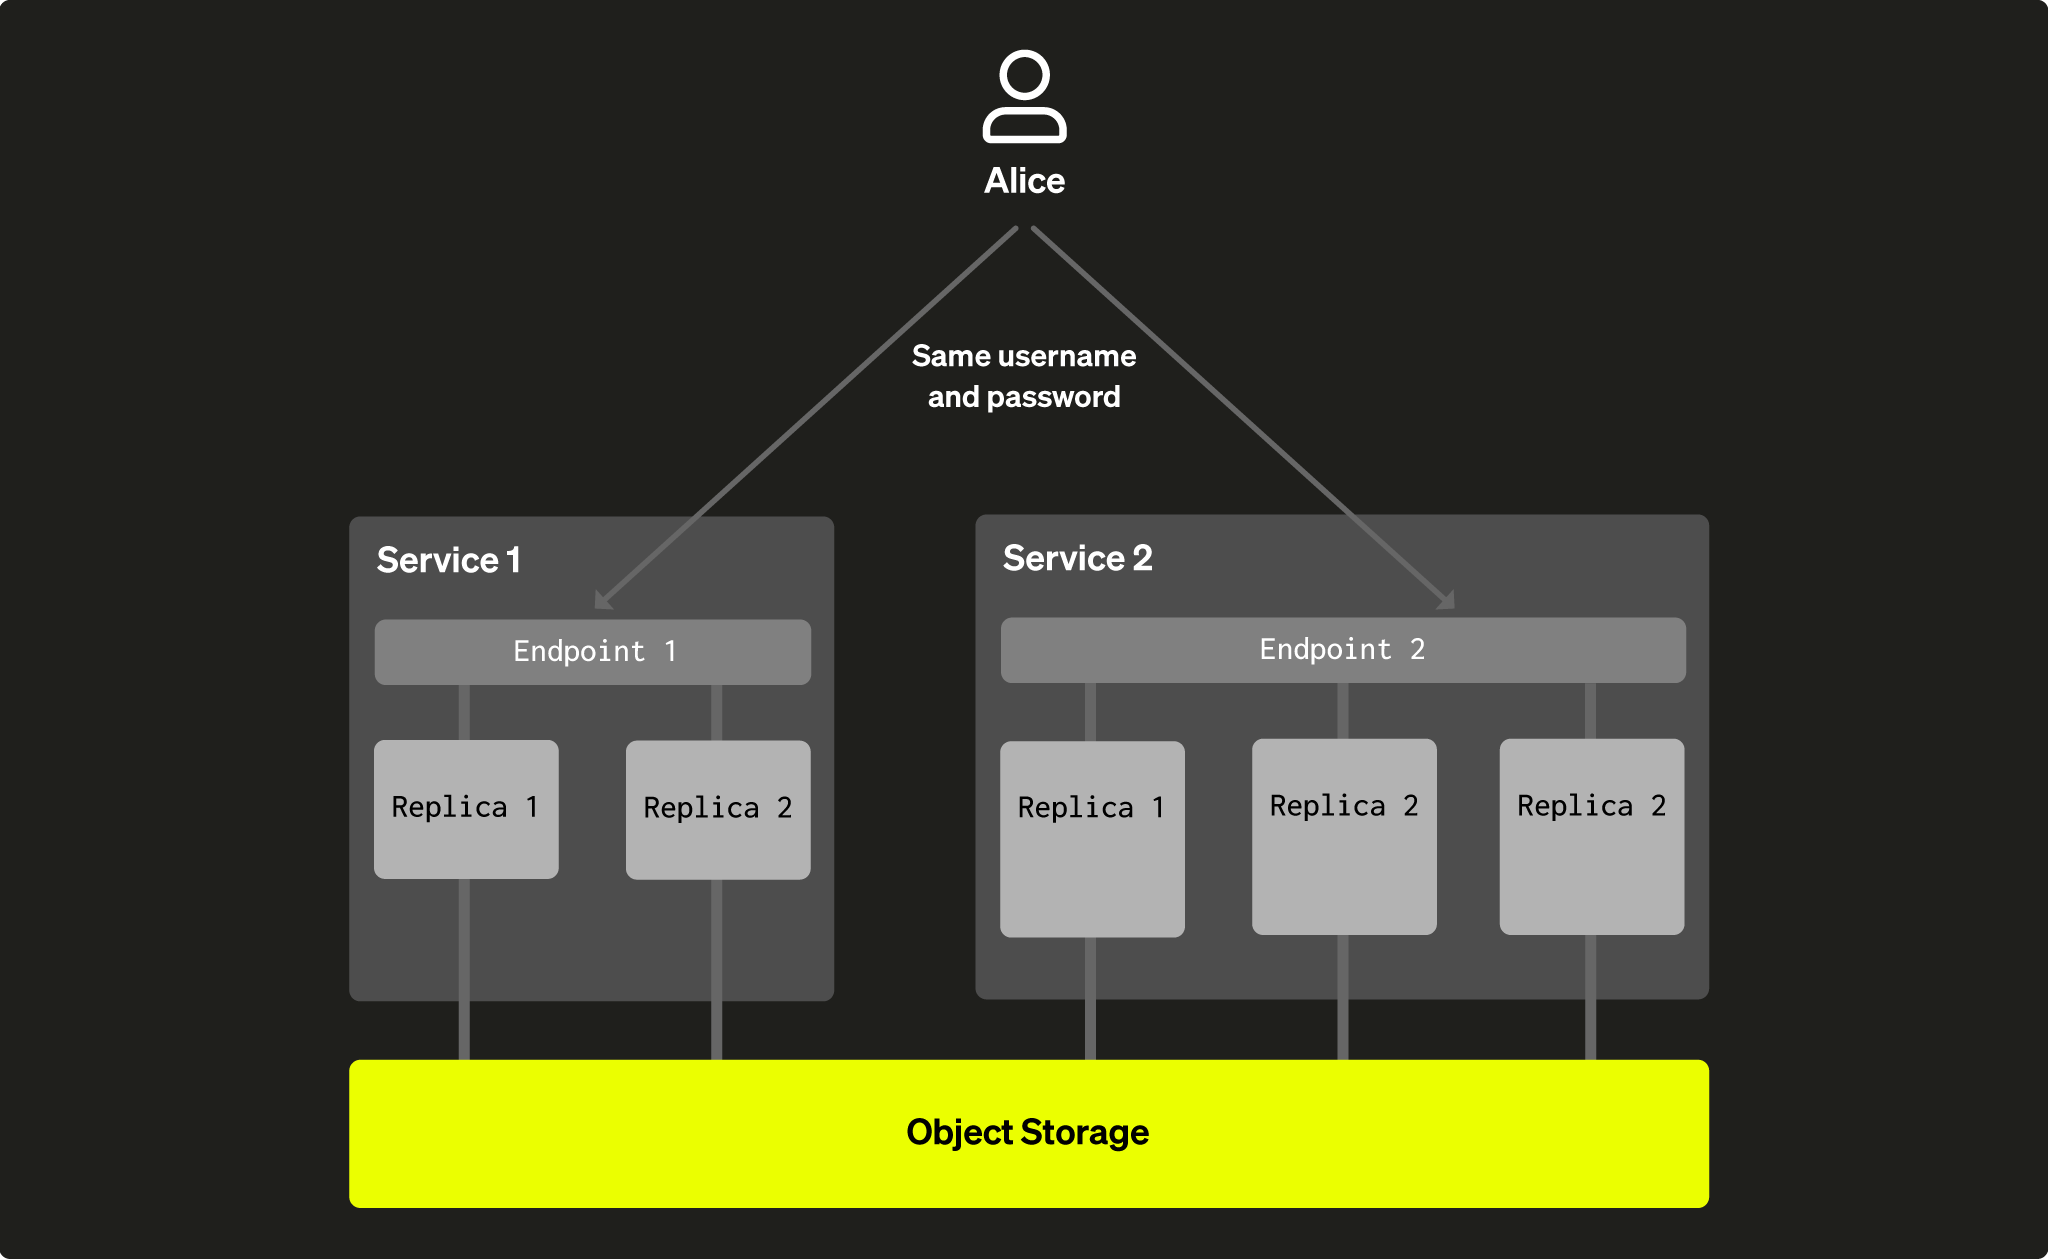 Alice
Same username
and password
Service 1
Endpoint 1
Replica 1
Replica 2
Service 2
Endpoint 2
Replica 1
Replica 2
Replica 2
Object Storage